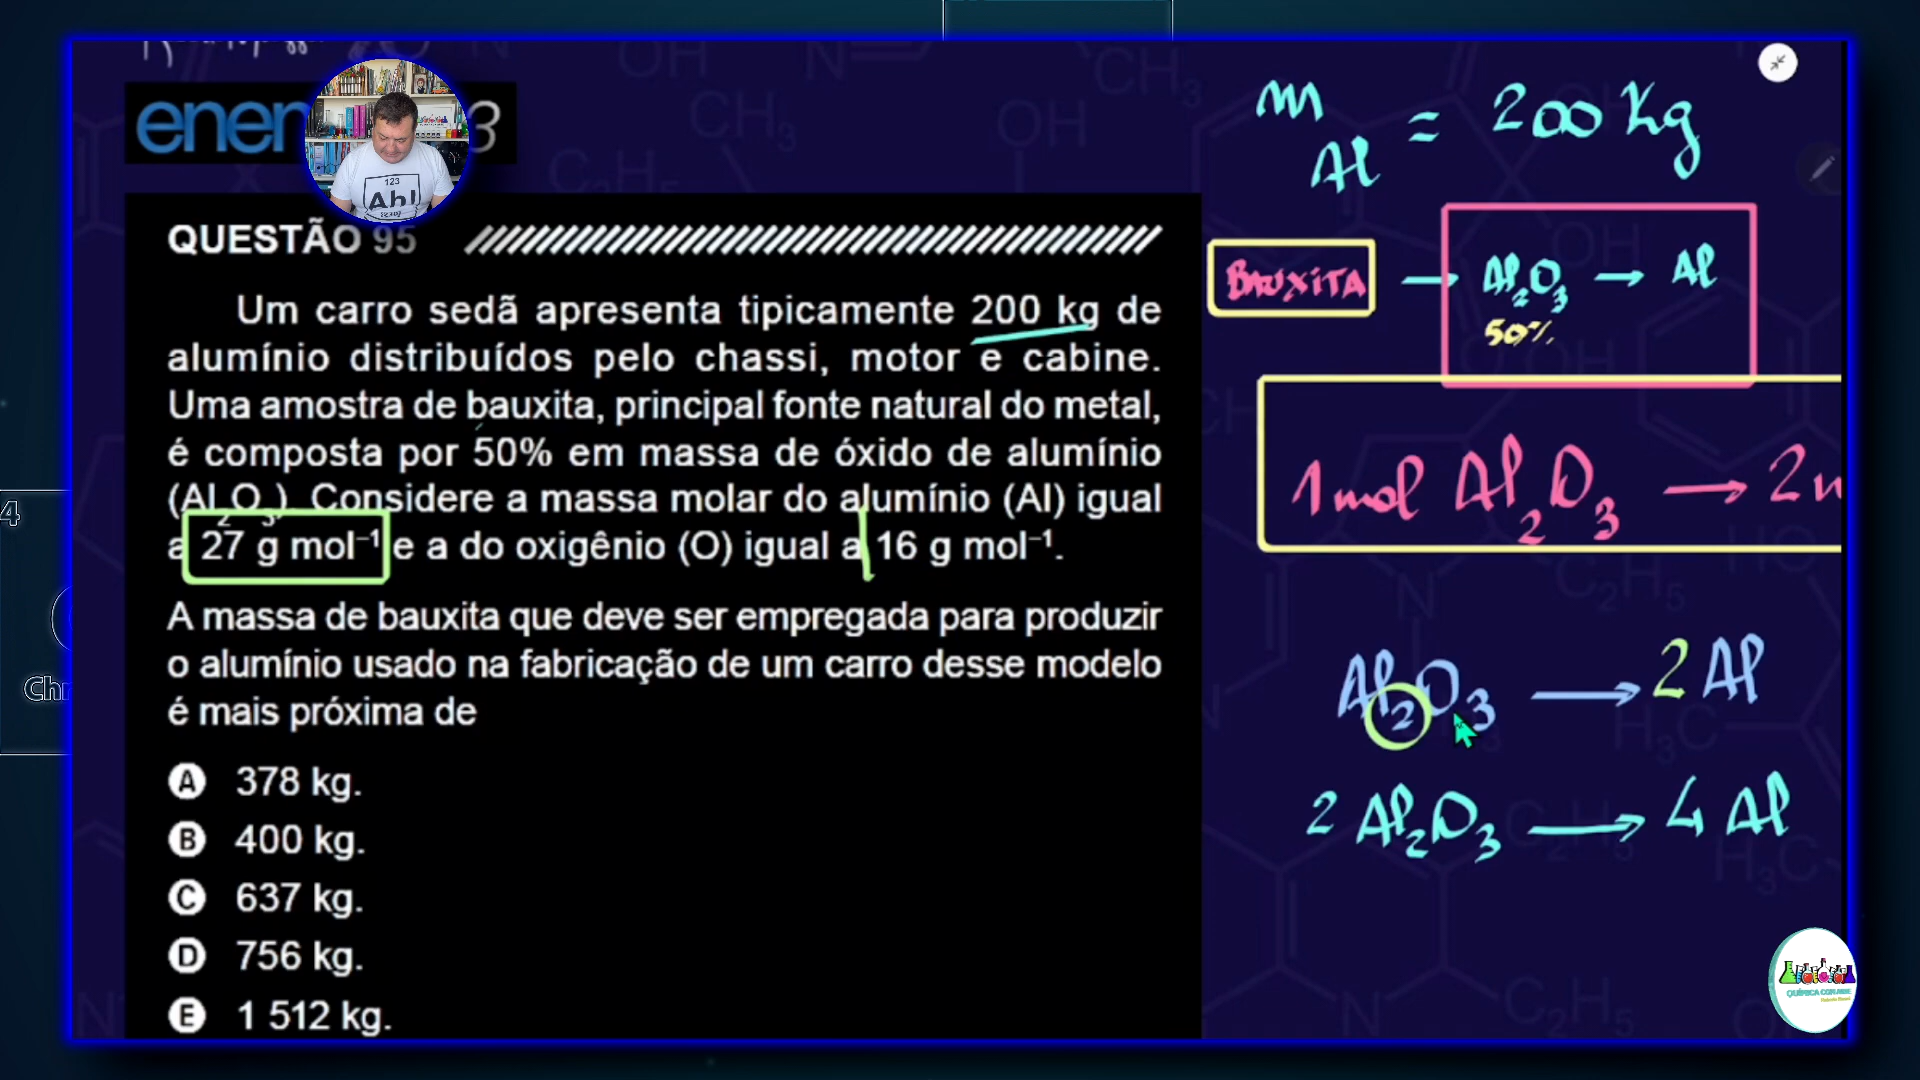 enem
3
m
Al = 200 Kg
QUESTÃO 95
BAUXITA → Al2O3 → Al
50%
Um carro sedã apresenta tipicamente 200 kg de
alumínio distribuídos pelo chassi, motor e cabine.
Uma amostra de bauxita, principal fonte natural do metal,
é composta por 50% em massa de óxido de alumínio
(Al2O3). Considere a massa molar do alumínio (Al) igual
a 27 g mol⁻¹ e a do oxigênio (O) igual a 16 g mol⁻¹.
1 mol Al2O3 → 2
A massa de bauxita que deve ser empregada para produzir
o alumínio usado na fabricação de um carro desse modelo
é mais próxima de
Al2O3 → 2 Al
2 Al2O3 → 4 Al
A 378 kg.
B 400 kg.
C 637 kg.
D 756 kg.
E 1 512 kg.
123
Ah!
4
Chr